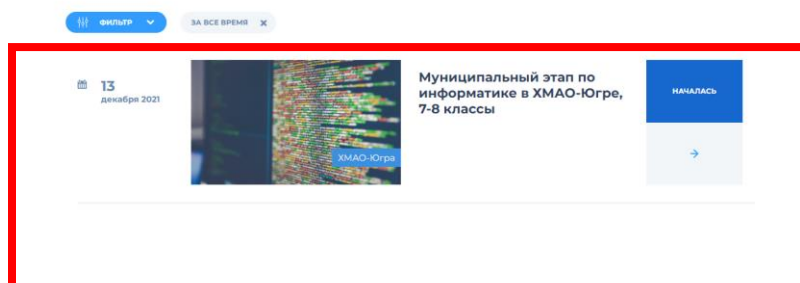 ФИЛЬТР
ЗА ВСЕ ВРЕМЯ
13
декабря 2021
ХМАО-Югра
Муниципальный этап по
информатике в ХМАО-Югре,
7-8 классы
НАЧАЛАСЬ